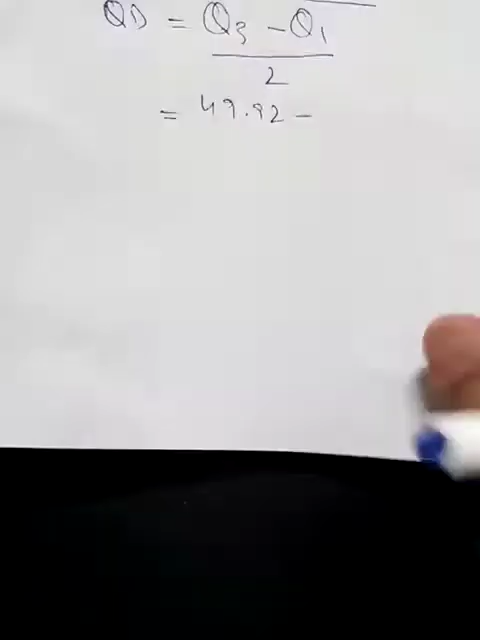 QD = Q3 - Q1
2
= 49.92 -